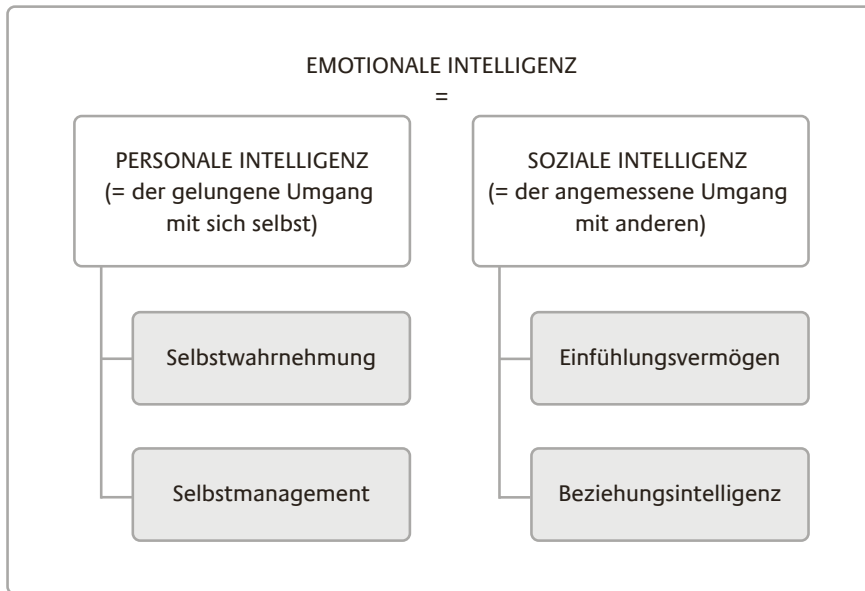 EMOTIONALE INTELLIGENZ
=
PERSONALE INTELLIGENZ
(= der gelungene Umgang
mit sich selbst)
Selbstwahrnehmung
Selbstmanagement
SOZIALE INTELLIGENZ
(= der angemessene Umgang
mit anderen)
Einfühlungsvermögen
Beziehungsintelligenz